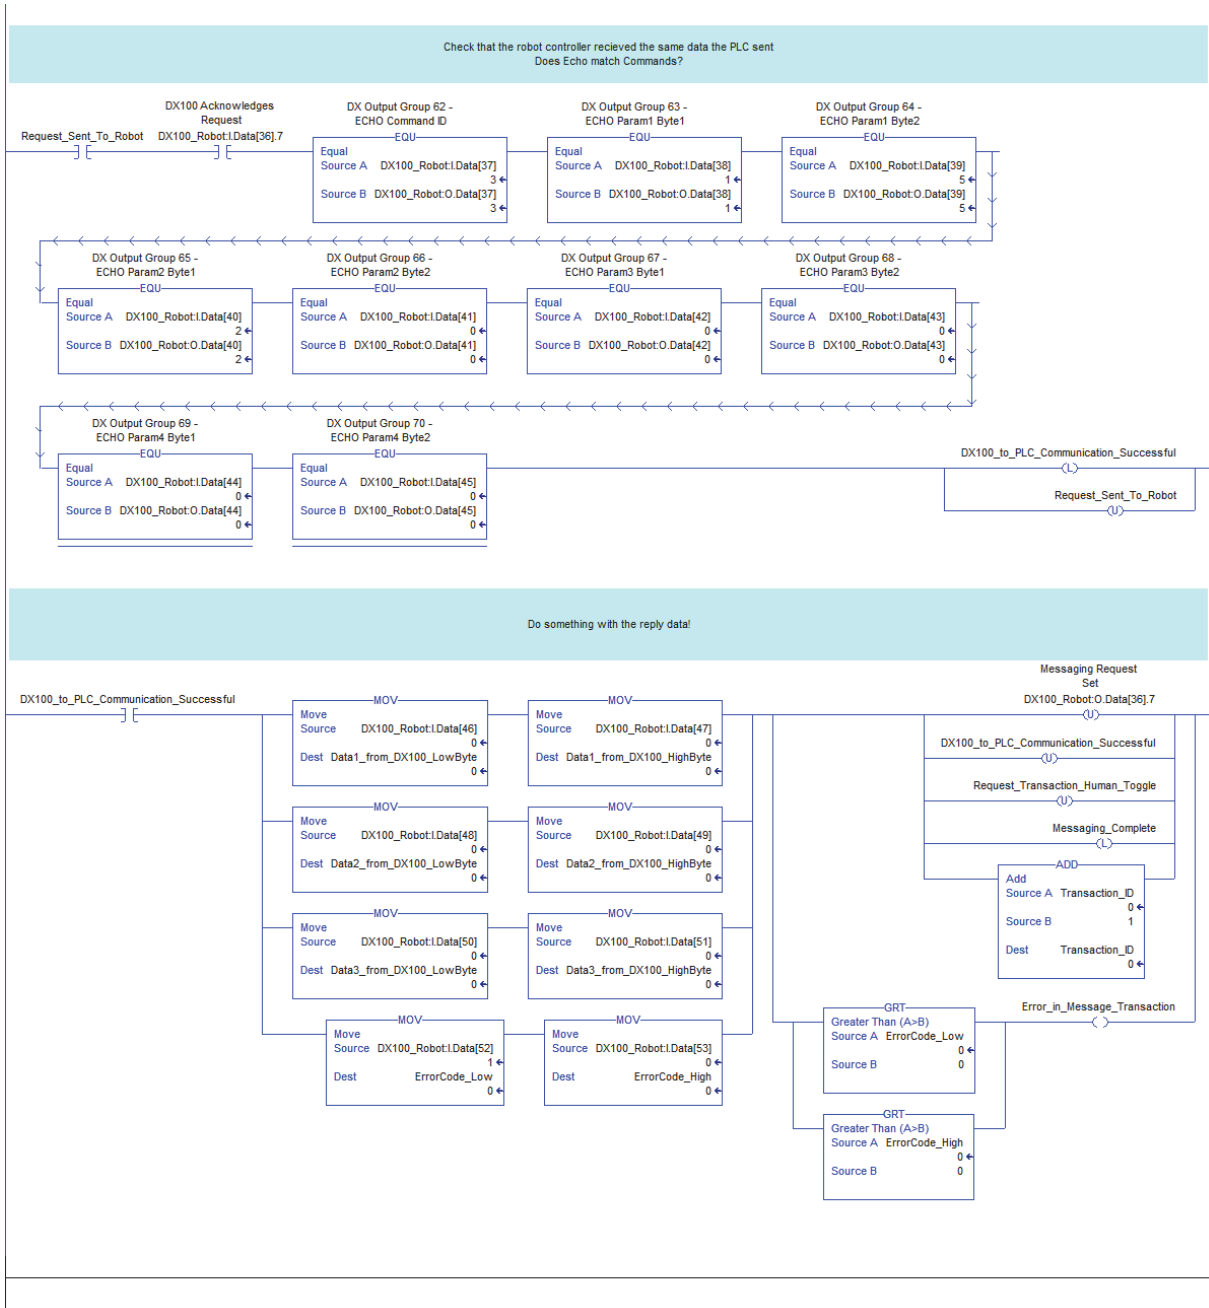 Check that the robot controller recieved the same data the PLC sent
Does Echo match Commands?
DX100 Acknowledges
Request
Request_Sent_To_Robot
DX100_Robot:I.Data[36].7
DX Output Group 62 -
ECHO Command ID
EQU
Equal
Source A DX100_Robot:I.Data[37]
3
Source B DX100_Robot:O.Data[37]
3
DX Output Group 63 -
ECHO Param1 Byte1
EQU
Equal
Source A DX100_Robot:I.Data[38]
1
Source B DX100_Robot:O.Data[38]
1
DX Output Group 64 -
ECHO Param1 Byte2
EQU
Equal
Source A DX100_Robot:I.Data[39]
5
Source B DX100_Robot:O.Data[39]
5
DX Output Group 65 -
ECHO Param2 Byte1
EQU
Equal
Source A DX100_Robot:I.Data[40]
2
Source B DX100_Robot:O.Data[40]
2
DX Output Group 66 -
ECHO Param2 Byte2
EQU
Equal
Source A DX100_Robot:I.Data[41]
0
Source B DX100_Robot:O.Data[41]
0
DX Output Group 67 -
ECHO Param3 Byte1
EQU
Equal
Source A DX100_Robot:I.Data[42]
0
Source B DX100_Robot:O.Data[42]
0
DX Output Group 68 -
ECHO Param3 Byte2
EQU
Equal
Source A DX100_Robot:I.Data[43]
0
Source B DX100_Robot:O.Data[43]
0
DX Output Group 69 -
ECHO Param4 Byte1
EQU
Equal
Source A DX100_Robot:I.Data[44]
0
Source B DX100_Robot:O.Data[44]
0
DX Output Group 70 -
ECHO Param4 Byte2
EQU
Equal
Source A DX100_Robot:I.Data[45]
0
Source B DX100_Robot:O.Data[45]
0
DX100_to_PLC_Communication_Successful
L
Request_Sent_To_Robot
U
Do something with the reply data!
DX100_to_PLC_Communication_Successful
MOV
Move
Source DX100_Robot:I.Data[46]
0
Dest Data1_from_DX100_LowByte
0
MOV
Move
Source DX100_Robot:I.Data[47]
0
Dest Data1_from_DX100_HighByte
0
MOV
Move
Source DX100_Robot:I.Data[48]
0
Dest Data2_from_DX100_LowByte
0
MOV
Move
Source DX100_Robot:I.Data[49]
0
Dest Data2_from_DX100_HighByte
0
MOV
Move
Source DX100_Robot:I.Data[50]
0
Dest Data3_from_DX100_LowByte
0
MOV
Move
Source DX100_Robot:I.Data[51]
0
Dest Data3_from_DX100_HighByte
0
MOV
Move
Source DX100_Robot:I.Data[52]
1
Dest ErrorCode_Low
0
MOV
Move
Source DX100_Robot:I.Data[53]
0
Dest ErrorCode_High
0
Messaging Request
Set
DX100_Robot:O.Data[36].7
U
DX100_to_PLC_Communication_Successful
U
Request_Transaction_Human_Toggle
U
Messaging_Complete
L
ADD
Add
Source A Transaction_ID
0
Source B 1
Dest Transaction_ID
0
GRT
Greater Than (A>B)
Source A ErrorCode_Low
0
Source B 0
Error_in_Message_Transaction
GRT
Greater Than (A>B)
Source A ErrorCode_High
0
Source B 0